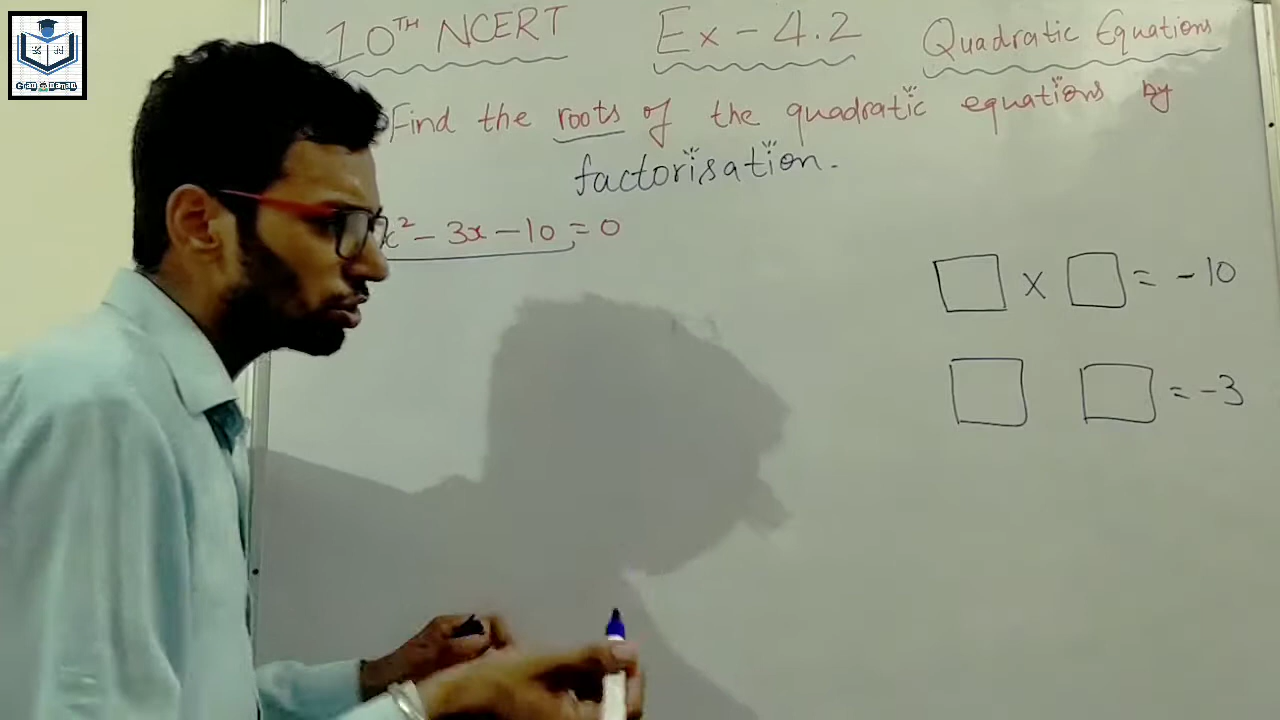 10TH NCERT Ex-4.2 Quadratic Equations
Find the roots of the quadratic equations by
factorisation.
x² - 3x - 10 = 0
□ x □ = -10
□ □ = -3